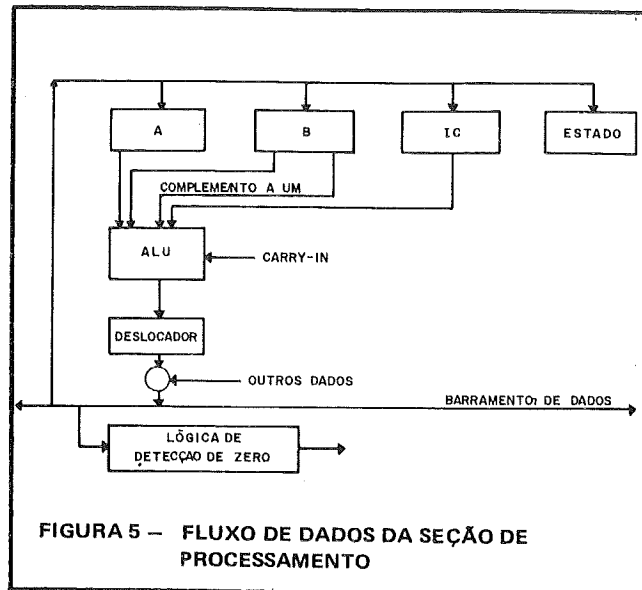 A
B
IC
ESTADO
COMPLEMENTO A UM
ALU
CARRY-IN
DESLOCADOR
OUTROS DADOS
BARRAMENTO: DE DADOS
LÓGICA DE
DETECÇAO DE ZERO
FIGURA 5 — FLUXO DE DADOS DA SEÇÃO DE
PROCESSAMENTO